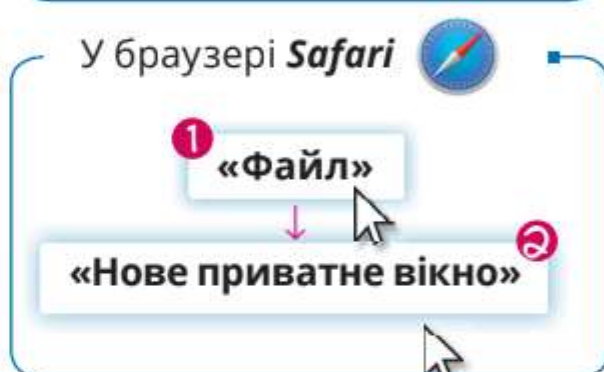 У браузері Safari
1
«Файл»
↓
2
«Нове приватне вікно»